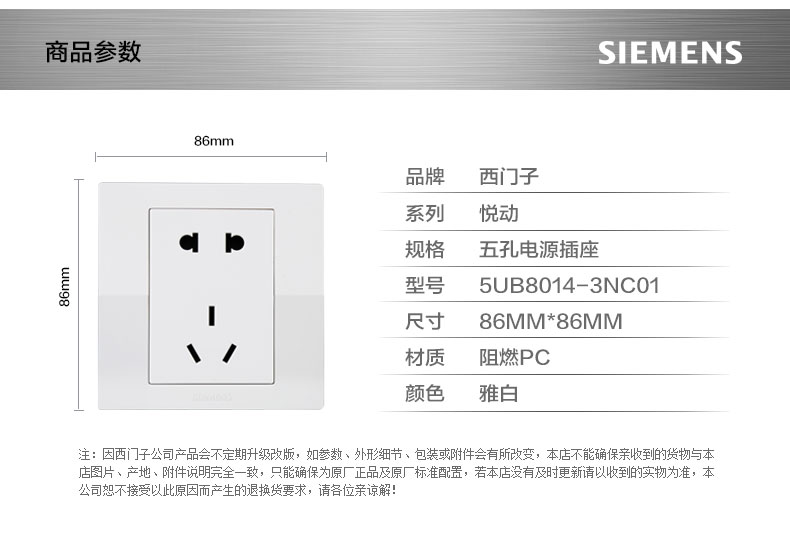 商品参数
SIEMENS
86mm
86mm
品牌 西门子
系列 悦动
规格 五孔电源插座
型号 5UB8014-3NC01
尺寸 86MM*86MM
材质 阻燃PC
颜色 雅白
SIEMENS
注：因西门子公司产品会不定期升级改版，如参数、外形细节、包装或附件会有所改变，本店不能确保亲收到的货物与本
店图片、产地、附件说明完全一致，只能确保为原厂正品及原厂标准配置，若本店没有及时更新请以收到的实物为准，本
公司恕不接受以此原因而产生的退换货要求，请各位亲谅解！